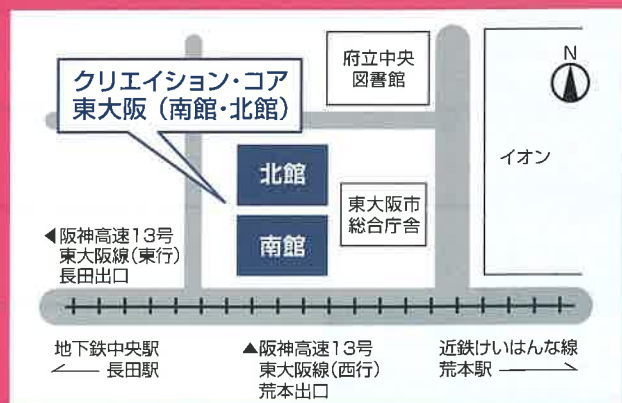 府立中央
図書館
N
クリエイション・コア
東大阪（南館・北館）
イオン
北館
東大阪市
総合庁舎
南館
◀阪神高速13号
東大阪線（東行）
長田出口
地下鉄中央駅
長田駅
▲阪神高速13号
東大阪線（西行）
荒本出口
近鉄けいはんな線
荒本駅